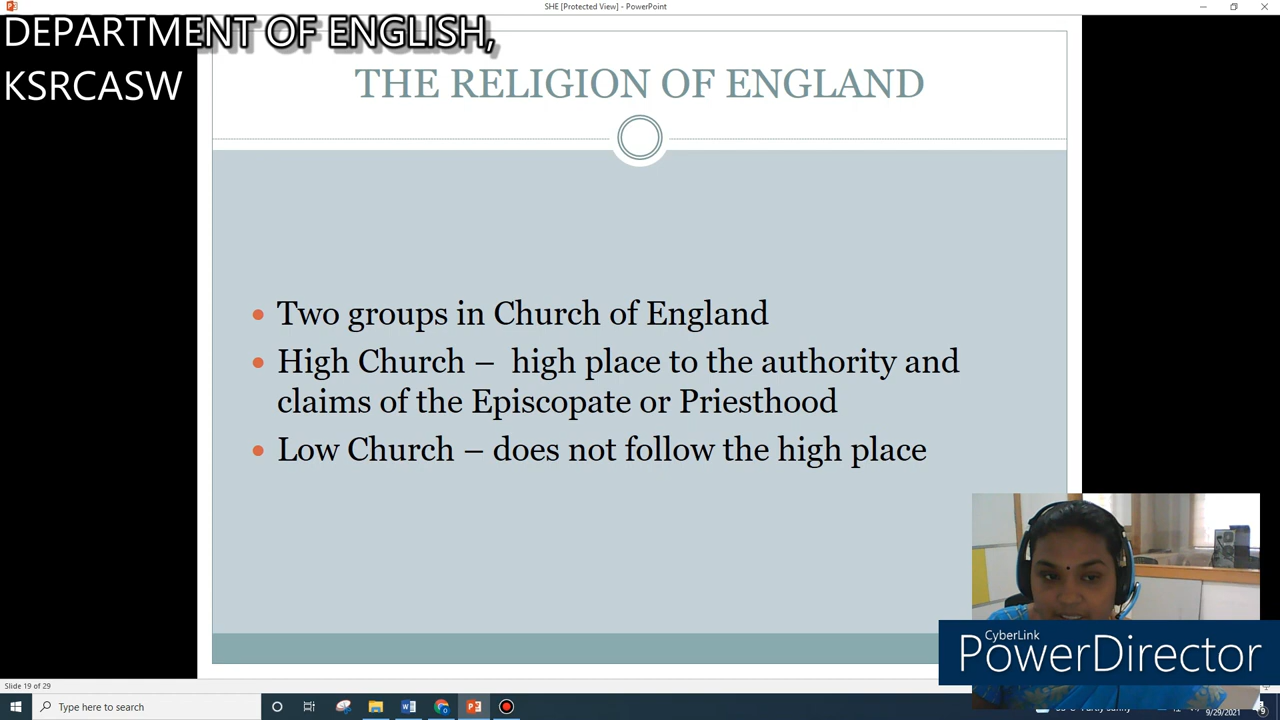 SHE [Protected View] - PowerPoint
DEPARTMENT OF ENGLISH,
KSRCASW
THE RELIGION OF ENGLAND
• Two groups in Church of England
• High Church – high place to the authority and
claims of the Episcopate or Priesthood
• Low Church – does not follow the high place
CyberLink
PowerDirector
Slide 19 of 29
Type here to search
9/29/2021